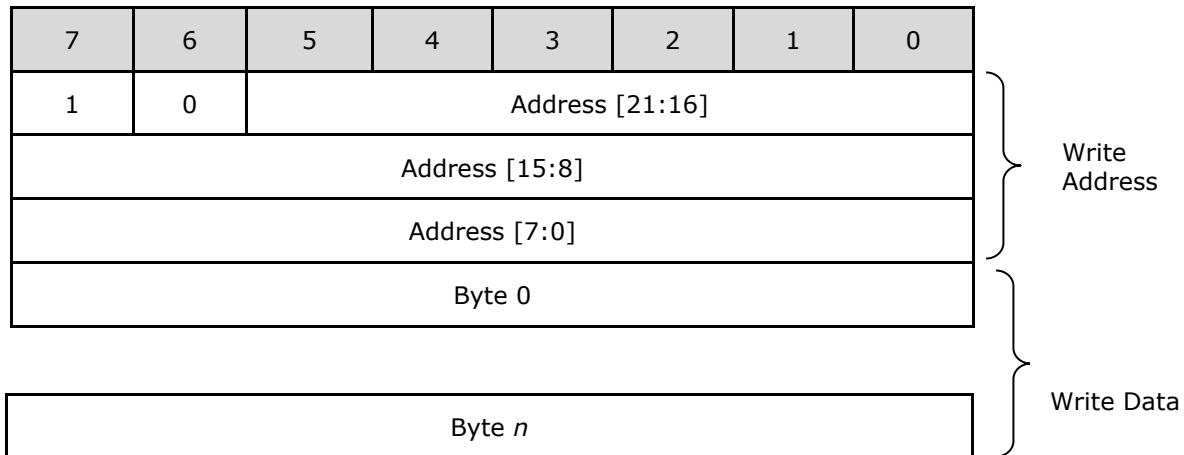 7 6 5 4 3 2 1 0
1 0 Address [21:16]
Write
Address
Address [15:8]
Address [7:0]
Byte 0
Write Data
Byte n